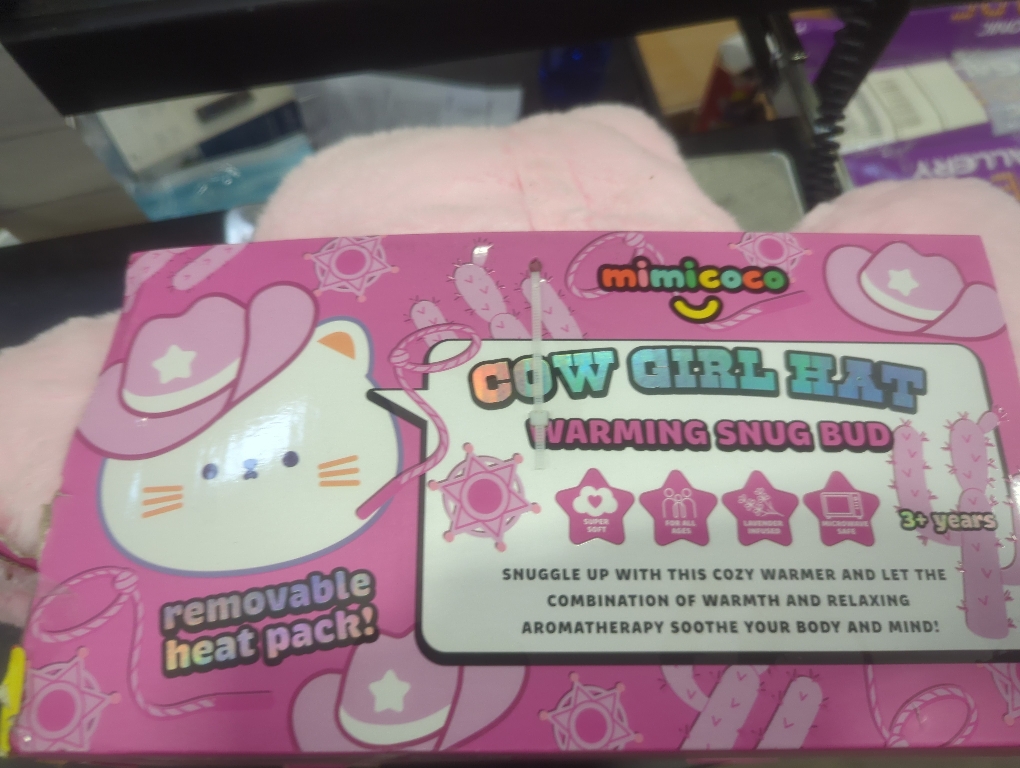 mimicoco
COW GIRL HAT
WARMING SNUG BUD
SUPER
SOFT
FOR ALL
AGES
LAVENDER
INFUSED
MICROWAVE
SAFE
3+ years
SNUGGLE UP WITH THIS COZY WARMER AND LET THE
COMBINATION OF WARMTH AND RELAXING
AROMATHERAPY SOOTHE YOUR BODY AND MIND!
removable
heat pack!
ALLERY